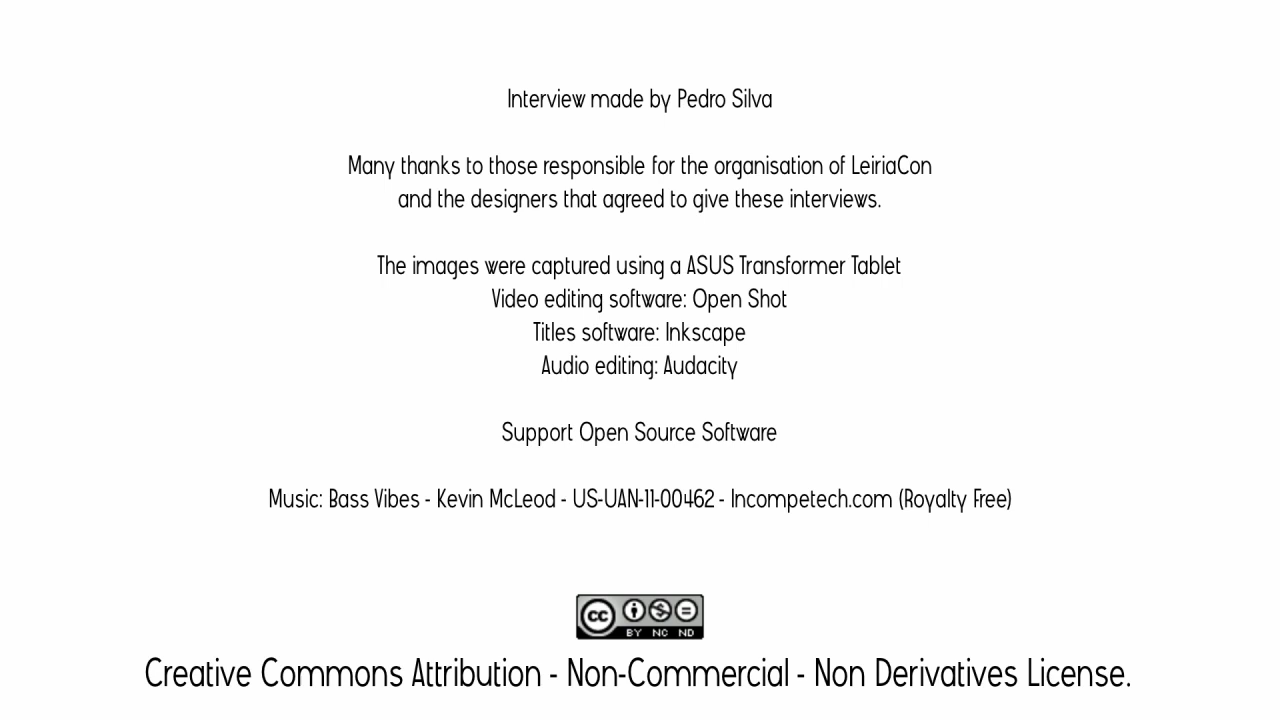 Interview made by Pedro Silva
Many thanks to those responsible for the organisation of LeiriaCon
and the designers that agreed to give these interviews.
The images were captured using a ASUS Transformer Tablet
Video editing software: Open Shot
Titles software: Inkscape
Audio editing: Audacity
Support Open Source Software
Music: Bass Vibes - Kevin McLeod - US-UAN-11-00462 - Incompetech.com (Royalty Free)
cc
BY NC ND
Creative Commons Attribution - Non-Commercial - Non Derivatives License.